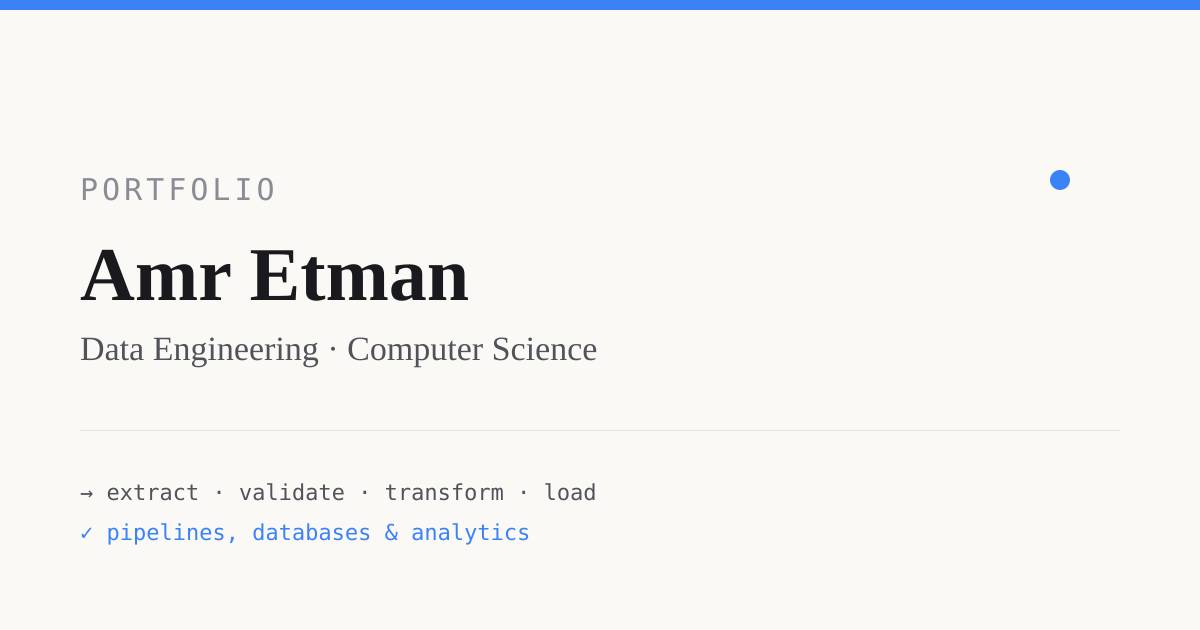 PORTFOLIO
Amr Etman
Data Engineering · Computer Science
→ extract · validate · transform · load
✓ pipelines, databases & analytics